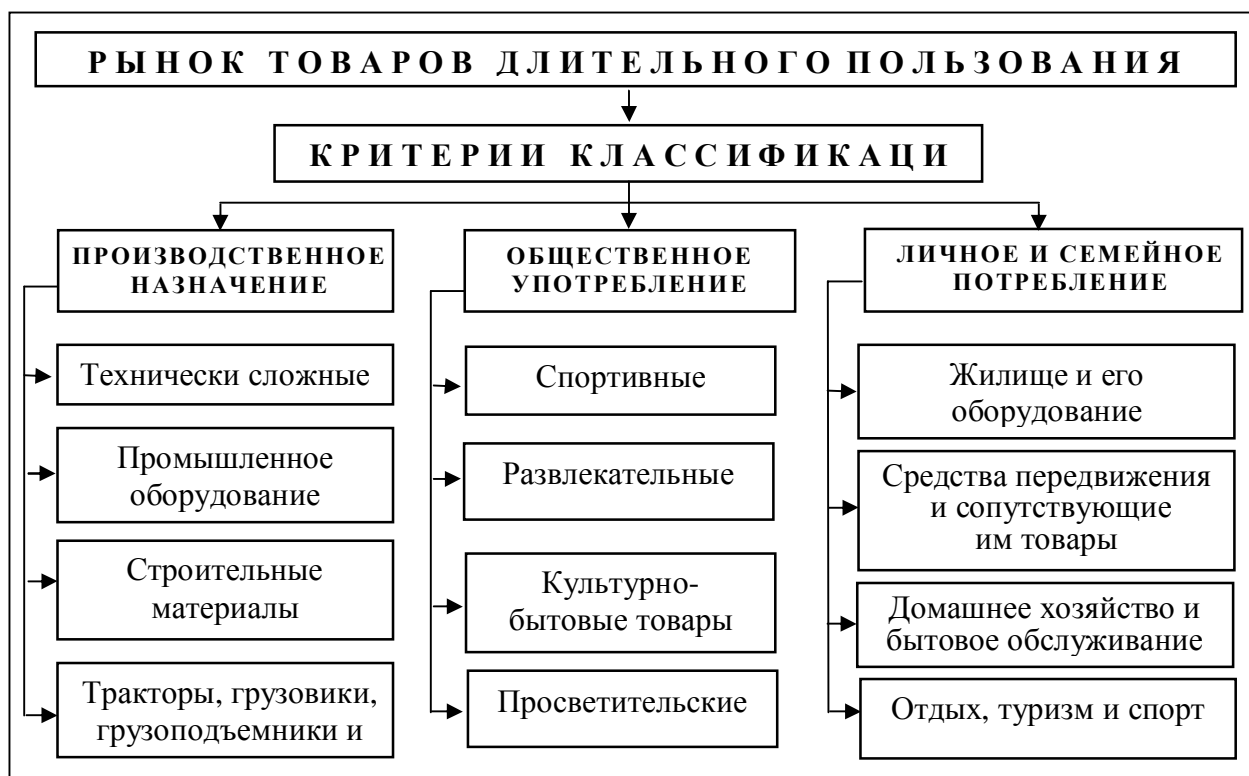 РЫНОК ТОВАРОВ ДЛИТЕЛЬНОГО ПОЛЬЗОВАНИЯ
КРИТЕРИИ КЛАССИФИКАЦИ
ПРОИЗВОДСТВЕННОЕ
НАЗНАЧЕНИЕ
Технически сложные
Промышленное
оборудование
Строительные
материалы
Тракторы, грузовики,
грузоподъемники и
ОБЩЕСТВЕННОЕ
УПОТРЕБЛЕНИЕ
Спортивные
Развлекательные
Культурно-
бытовые товары
Просветительские
ЛИЧНОЕ И СЕМЕЙНОЕ
ПОТРЕБЛЕНИЕ
Жилище и его
оборудование
Средства передвижения
и сопутствующие
им товары
Домашнее хозяйство и
бытовое обслуживание
Отдых, туризм и спорт